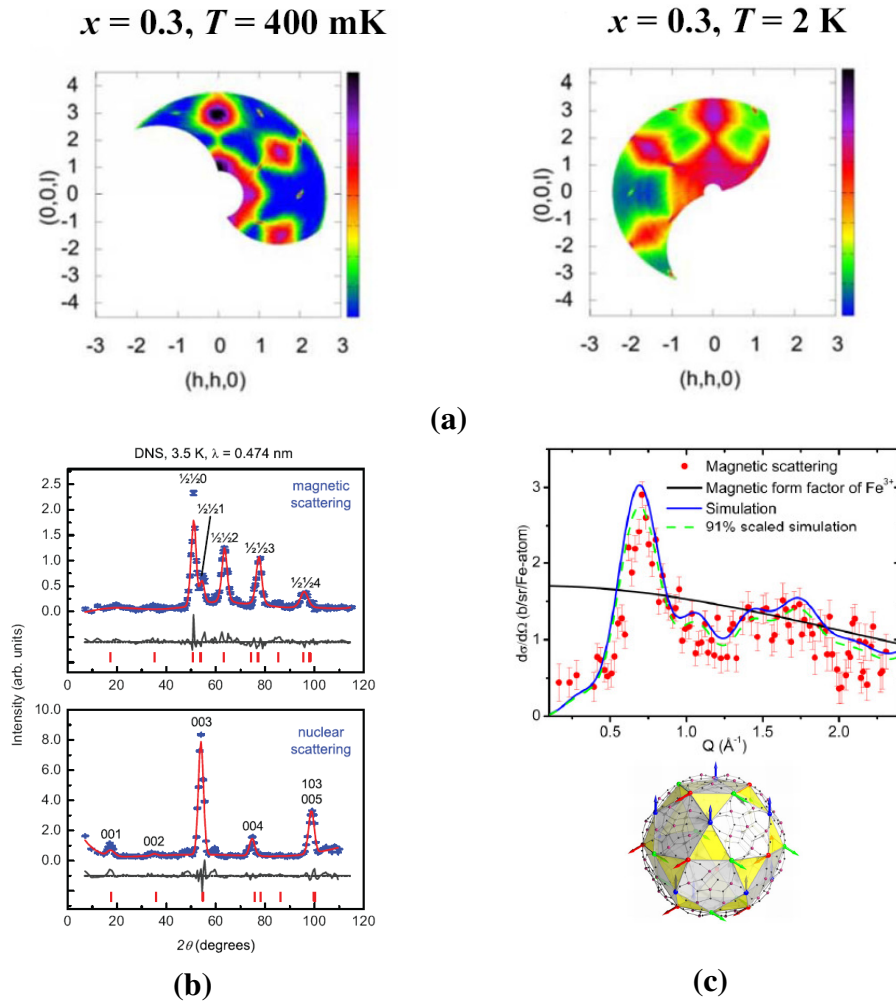 x = 0.3, T = 400 mK
x = 0.3, T = 2 K
4
3
2
1
0
-1
-2
-3
-4
(0,0,l)
-3 -2 -1 0 1 2 3
(h,h,0)
4
3
2
1
0
-1
-2
-3
-4
(0,0,l)
-3 -2 -1 0 1 2 3
(h,h,0)
(a)
DNS, 3.5 K, λ = 0.474 nm
magnetic
scattering
½½0
½½1
½½2
½½3
½½4
2.5
2.0
1.5
1.0
0.5
0.0
0 20 40 60 80 100 120
Intensity (arb. units)
nuclear
scattering
003
001
002
004
103
005
10.0
8.0
6.0
4.0
2.0
0.0
0 20 40 60 80 100 120
2θ (degrees)
(b)
Magnetic scattering
Magnetic form factor of Fe³⁺
Simulation
91% scaled simulation
3
2
1
0
dσ/dΩ (b/sr/Fe-atom)
0.5 1.0 1.5 2.0
Q (Å⁻¹)
(c)